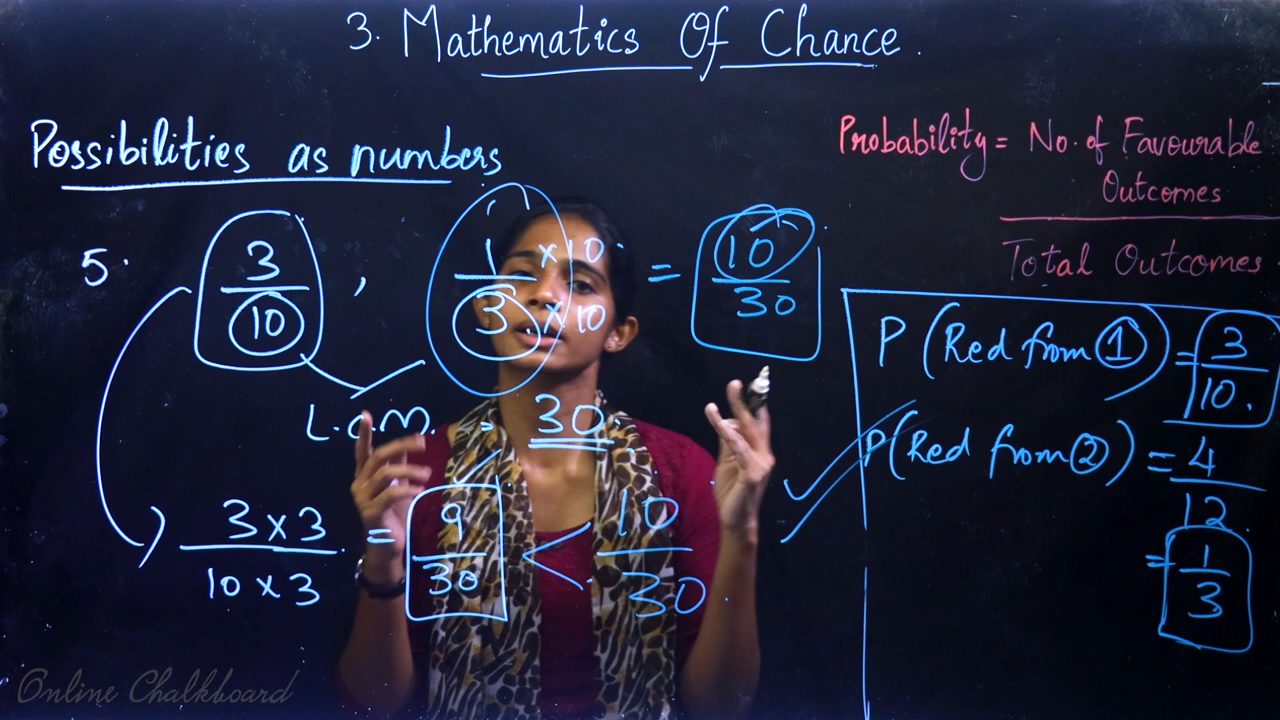 3. Mathematics Of Chance.
Possibilities as numbers
Probability = No. of Favourable
Outcomes
Total Outcomes
5.
3/10 , 1/3 × 10/10 = 10/30
L.C.M. = 30.
3 × 3 / 10 × 3 = 9/30 < 10/30
P (Red from 1) = 3/10.
P (Red from 2) = 4/12.
= 1/3
Online Chalkboard